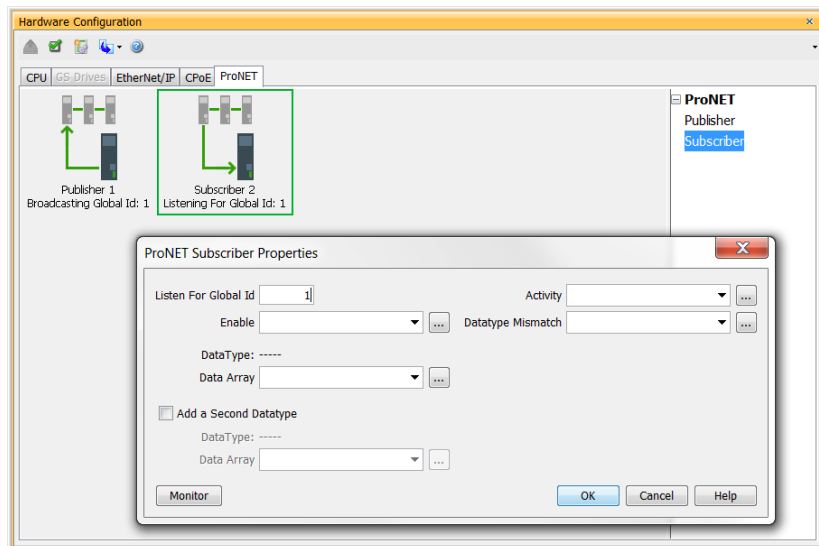 Hardware Configuration
CPU GS Drives EtherNet/IP CPoE ProNET
ProNET
Publisher
Subscriber
Publisher 1
Broadcasting Global Id: 1
Subscriber 2
Listening For Global Id: 1
ProNET Subscriber Properties
Listen For Global Id 1 Activity ...
Enable ... Datatype Mismatch ...
DataType: -----
Data Array ...
Add a Second Datatype
DataType: -----
Data Array ...
Monitor OK Cancel Help